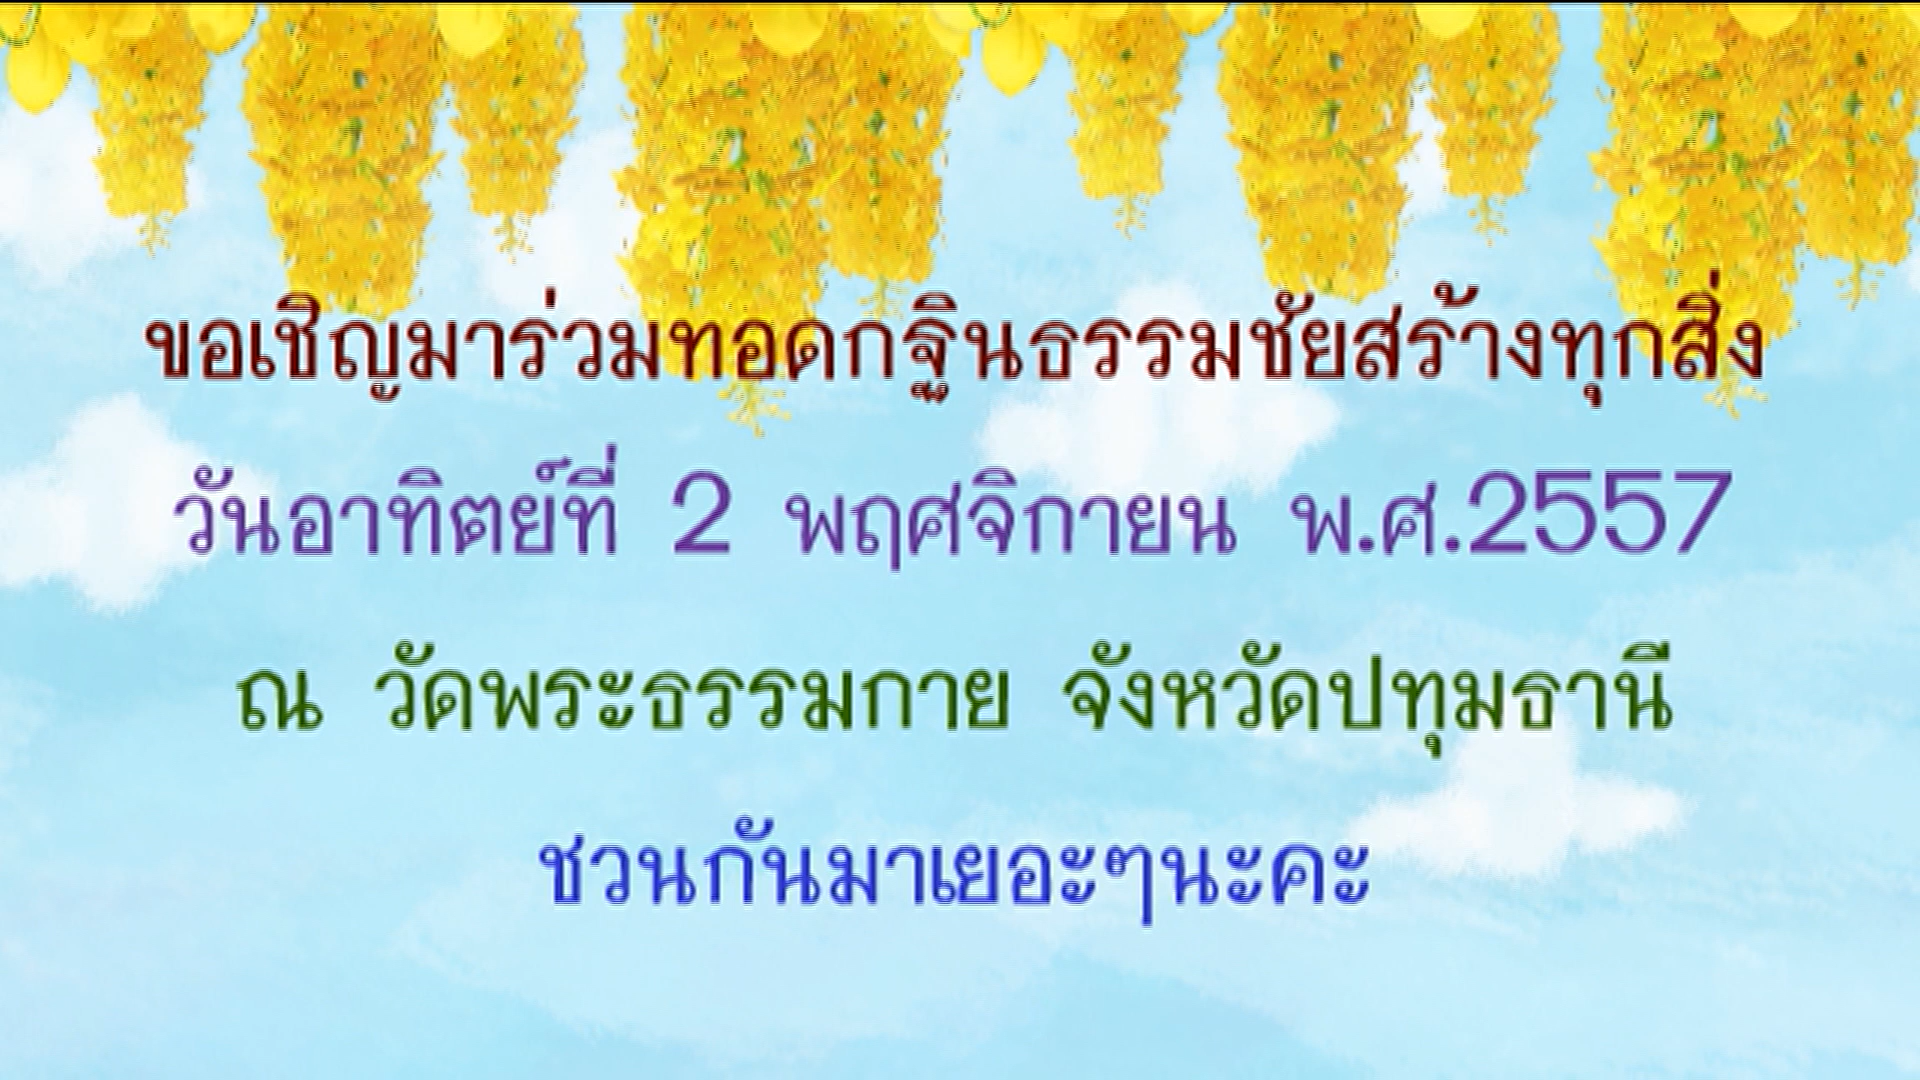 ขอเชิญมาร่วมทอดกฐินธรรมชัยสร้างทุกสิ่ง
วันอาทิตย์ที่ 2 พฤศจิกายน พ.ศ.2557
ณ วัดพระธรรมกาย จังหวัดปทุมธานี
ชวนกันมาเยอะๆนะคะ